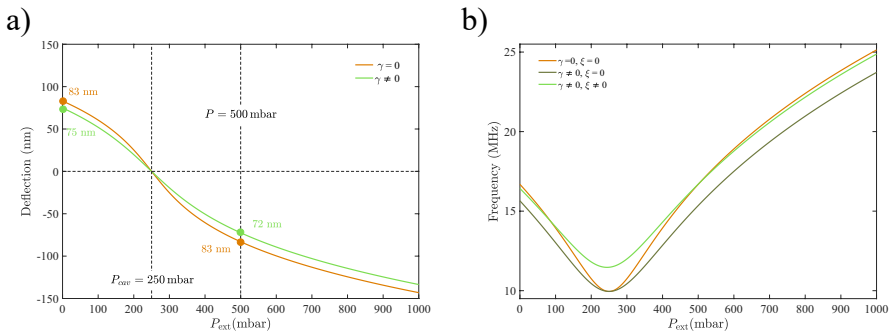 a)
150
100
50
0
-50
-100
-150
Deflection (nm)
83 nm
75 nm
γ = 0
γ ≠ 0
P = 500 mbar
72 nm
83 nm
P_cav = 250 mbar
0 100 200 300 400 500 600 700 800 900 1000
P_ext(mbar)
b)
25
20
15
10
Frequency (MHz)
γ=0, ξ = 0
γ ≠ 0, ξ = 0
γ ≠ 0, ξ ≠ 0
0 100 200 300 400 500 600 700 800 900 1000
P_ext(mbar)